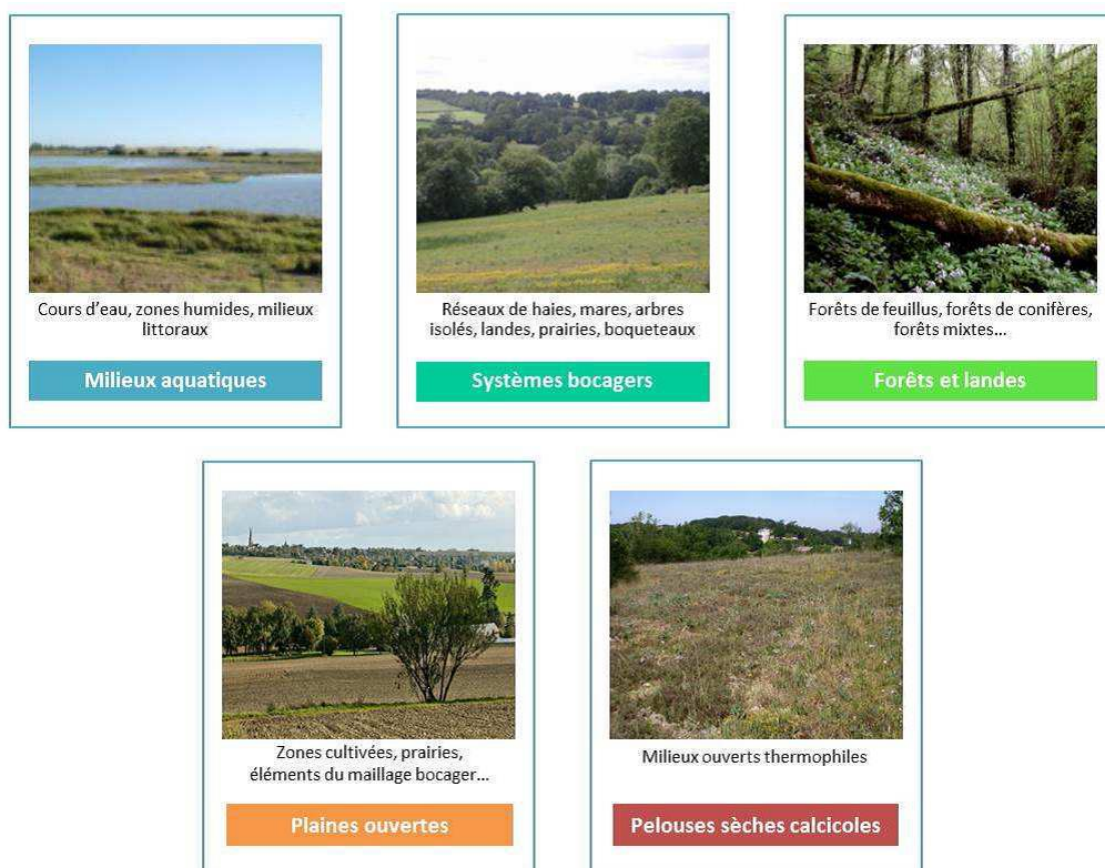 Cours d'eau, zones humides, milieux
littoraux
Milieux aquatiques
Réseaux de haies, mares, arbres
isolés, landes, prairies, boqueteaux
Systèmes bocagers
Forêts de feuillus, forêts de conifères,
forêts mixtes...
Forêts et landes
Zones cultivées, prairies,
éléments du maillage bocager...
Plaines ouvertes
Milieux ouverts thermophiles
Pelouses sèches calcicoles